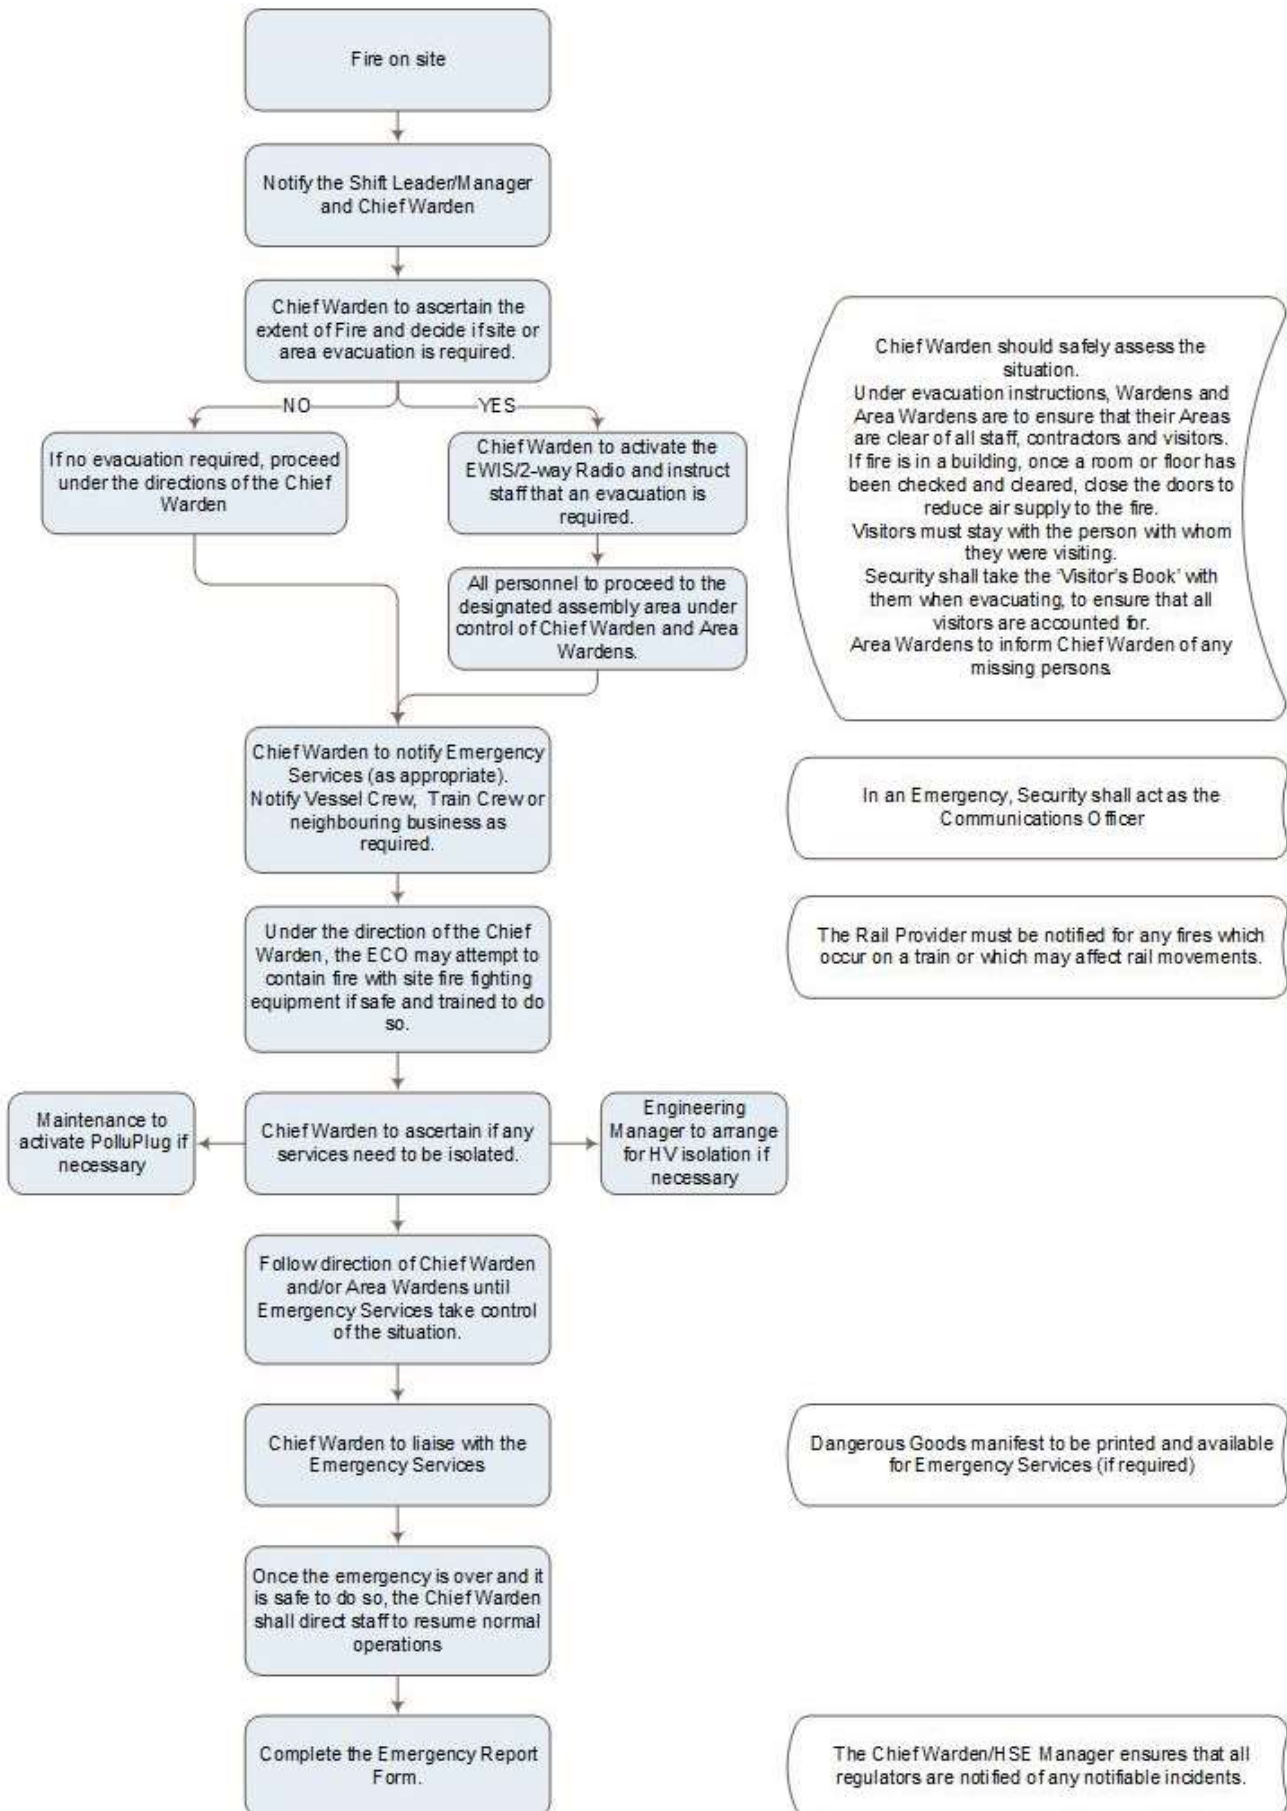 Fire on site
Notify the Shift Leader/Manager
and Chief Warden
Chief Warden to ascertain the
extent of Fire and decide if site or
area evacuation is required.
NO
YES
If no evacuation required, proceed
under the directions of the Chief
Warden
Chief Warden to activate the
EWIS/2-way Radio and instruct
staff that an evacuation is
required.
All personnel to proceed to the
designated assembly area under
control of Chief Warden and Area
Wardens.
Chief Warden should safely assess the
situation.
Under evacuation instructions, Wardens and
Area Wardens are to ensure that their Areas
are clear of all staff, contractors and visitors.
If fire is in a building, once a room or floor has
been checked and cleared, close the doors to
reduce air supply to the fire.
Visitors must stay with the person with whom
they were visiting.
Security shall take the 'Visitor's Book' with
them when evacuating, to ensure that all
visitors are accounted for.
Area Wardens to inform Chief Warden of any
missing persons.
Chief Warden to notify Emergency
Services (as appropriate).
Notify Vessel Crew, Train Crew or
neighbouring business as
required.
In an Emergency, Security shall act as the
Communications Officer
Under the direction of the Chief
Warden, the ECO may attempt to
contain fire with site fire fighting
equipment if safe and trained to do
so.
The Rail Provider must be notified for any fires which
occur on a train or which may affect rail movements.
Maintenance to
activate PolluPlug if
necessary
Chief Warden to ascertain if any
services need to be isolated.
Engineering
Manager to arrange
for HV isolation if
necessary
Follow direction of Chief Warden
and/or Area Wardens until
Emergency Services take control
of the situation.
Chief Warden to liaise with the
Emergency Services
Dangerous Goods manifest to be printed and available
for Emergency Services (if required)
Once the emergency is over and it
is safe to do so, the Chief Warden
shall direct staff to resume normal
operations
Complete the Emergency Report
Form.
The Chief Warden/HSE Manager ensures that all
regulators are notified of any notifiable incidents.